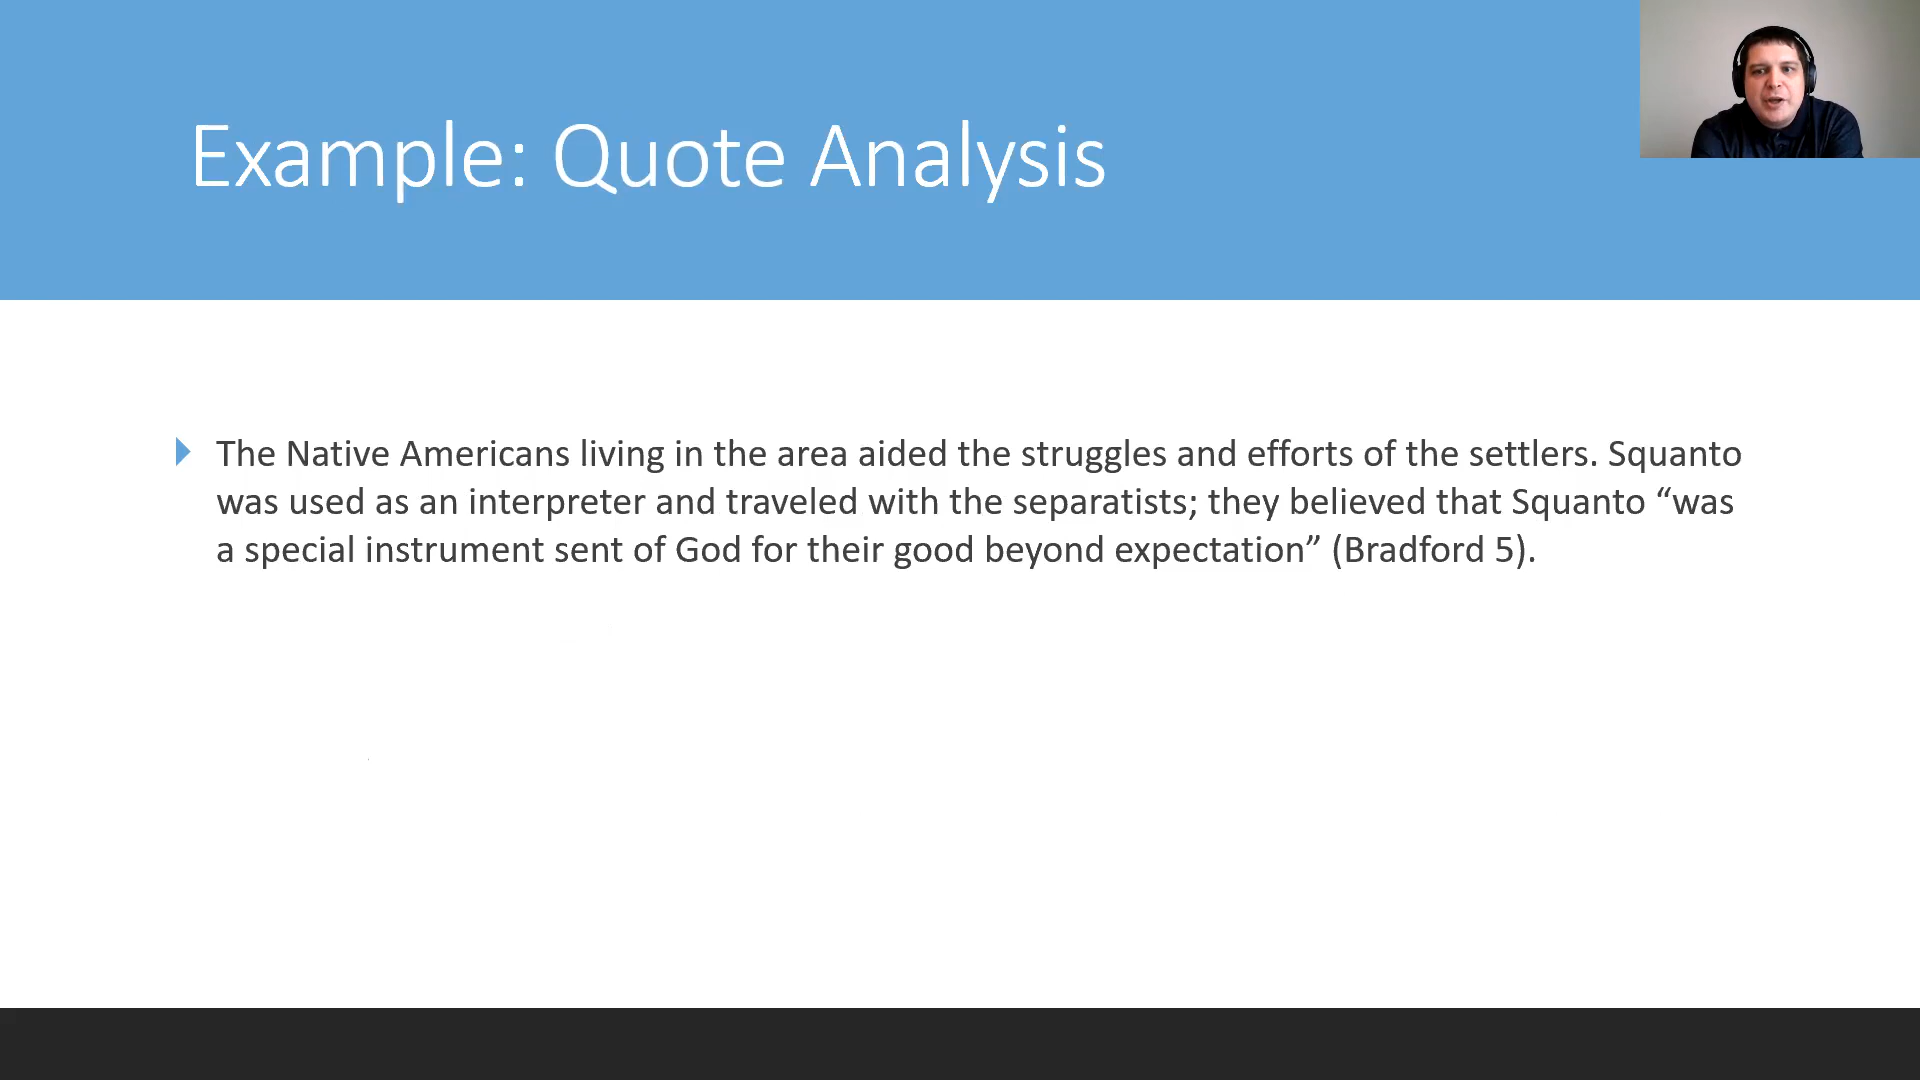 Example: Quote Analysis
The Native Americans living in the area aided the struggles and efforts of the settlers. Squanto
was used as an interpreter and traveled with the separatists; they believed that Squanto “was
a special instrument sent of God for their good beyond expectation” (Bradford 5).